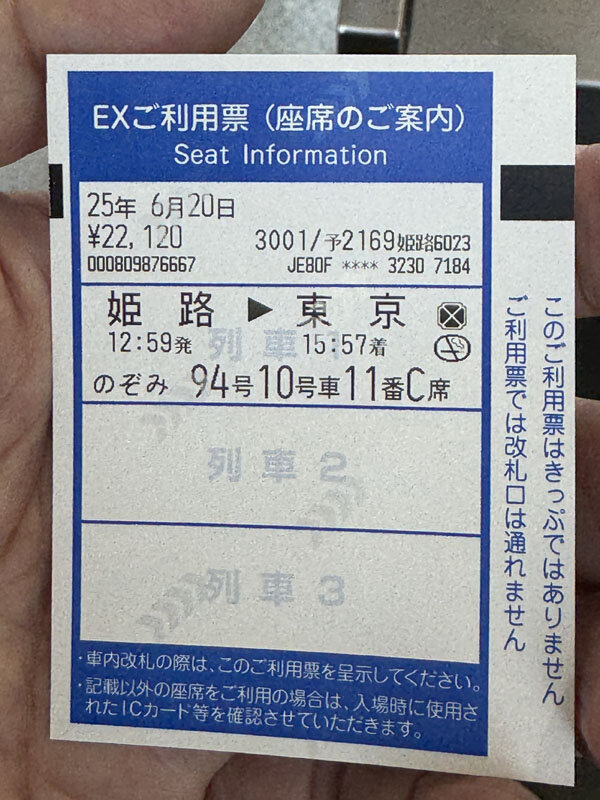 EXご利用票（座席のご案内）
Seat Information
25年 6月20日
¥22,120
3001/予2169姫路6023
000809876667
JE80F **** 3230 7184
姫 路 ▶ 東 京
12:59発
15:57着
列車1
のぞみ 94号10号車11番C席
列車2
列車3
・車内改札の際は、このご利用票を呈示してください。
・記載以外の座席をご利用の場合は、入場時に使用さ
れたICカード等を確認させていただきます。
このご利用票はきっぷではありません
ご利用票では改札口は通れません